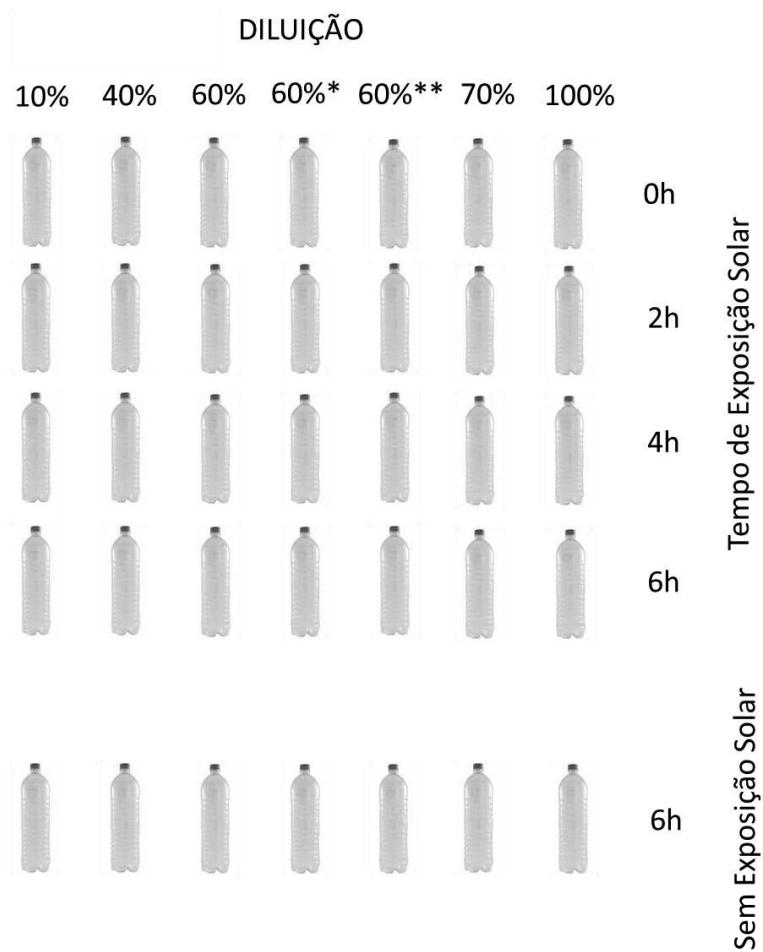 DILUIÇÃO
10% 40% 60% 60%* 60%** 70% 100%
0h
2h
4h
6h
Tempo de Exposição Solar
6h
Sem Exposição Solar